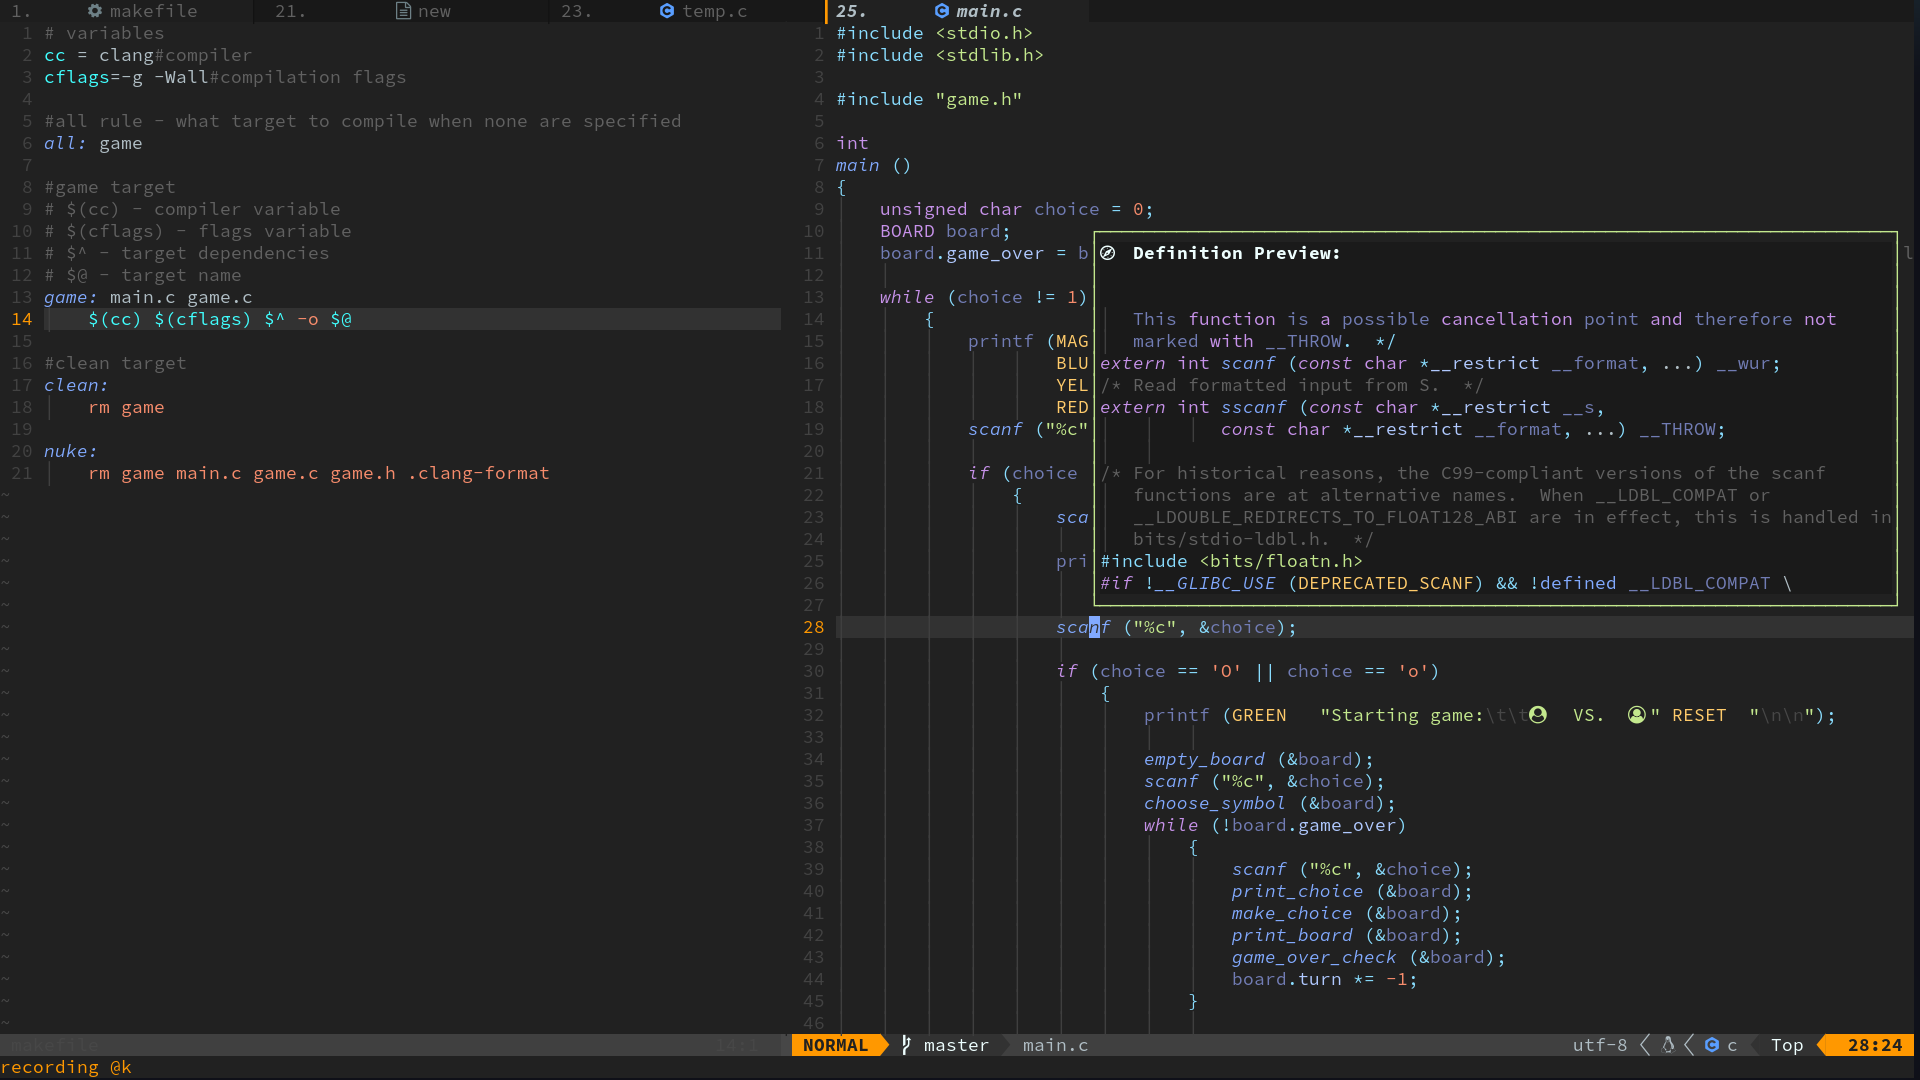 1. makefile 21. new 23. temp.c 25. main.c
1 # variables
2 cc = clang#compiler
3 cflags=-g -Wall#compilation flags
4
5 #all rule - what target to compile when none are specified
6 all: game
7
8 #game target
9 # $(cc) - compiler variable
10 # $(cflags) - flags variable
11 # $^ - target dependencies
12 # $@ - target name
13 game: main.c game.c
14 $(cc) $(cflags) $^ -o $@
15
16 #clean target
17 clean:
18 rm game
19
20 nuke:
21 rm game main.c game.c game.h .clang-format
1 #include <stdio.h>
2 #include <stdlib.h>
3
4 #include "game.h"
5
6 int
7 main ()
8 {
9 unsigned char choice = 0;
10 BOARD board;
11 board.game_over = b
12
13 while (choice != 1)
14 {
15 printf (MAG
16 BLU
17 YEL
18 RED
19 scanf ("%c"
20
21 if (choice
22 {
23 sca
24
25 pri
26
27
28 scanf ("%c", &choice);
29
30 if (choice == 'O' || choice == 'o')
31 {
32 printf (GREEN "Starting game:\t\t VS. " RESET "\n\n");
33
34 empty_board (&board);
35 scanf ("%c", &choice);
36 choose_symbol (&board);
37 while (!board.game_over)
38 {
39 scanf ("%c", &choice);
40 print_choice (&board);
41 make_choice (&board);
42 print_board (&board);
43 game_over_check (&board);
44 board.turn *= -1;
45 }
46
Definition Preview:
This function is a possible cancellation point and therefore not
marked with __THROW. */
extern int scanf (const char *__restrict __format, ...) __wur;
/* Read formatted input from S. */
extern int sscanf (const char *__restrict __s,
const char *__restrict __format, ...) __THROW;
/* For historical reasons, the C99-compliant versions of the scanf
functions are at alternative names. When __LDBL_COMPAT or
__LDOUBLE_REDIRECTS_TO_FLOAT128_ABI are in effect, this is handled in
bits/stdio-ldbl.h. */
#include <bits/floatn.h>
#if !__GLIBC_USE (DEPRECATED_SCANF) && !defined __LDBL_COMPAT \
makefile 14:1 NORMAL master main.c utf-8 c Top 28:24
recording @k